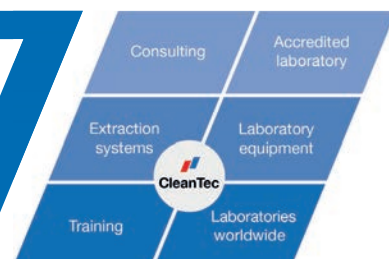 Consulting
Accredited
laboratory
Extraction
systems
Laboratory
equipment
CleanTec
Training
Laboratories
worldwide